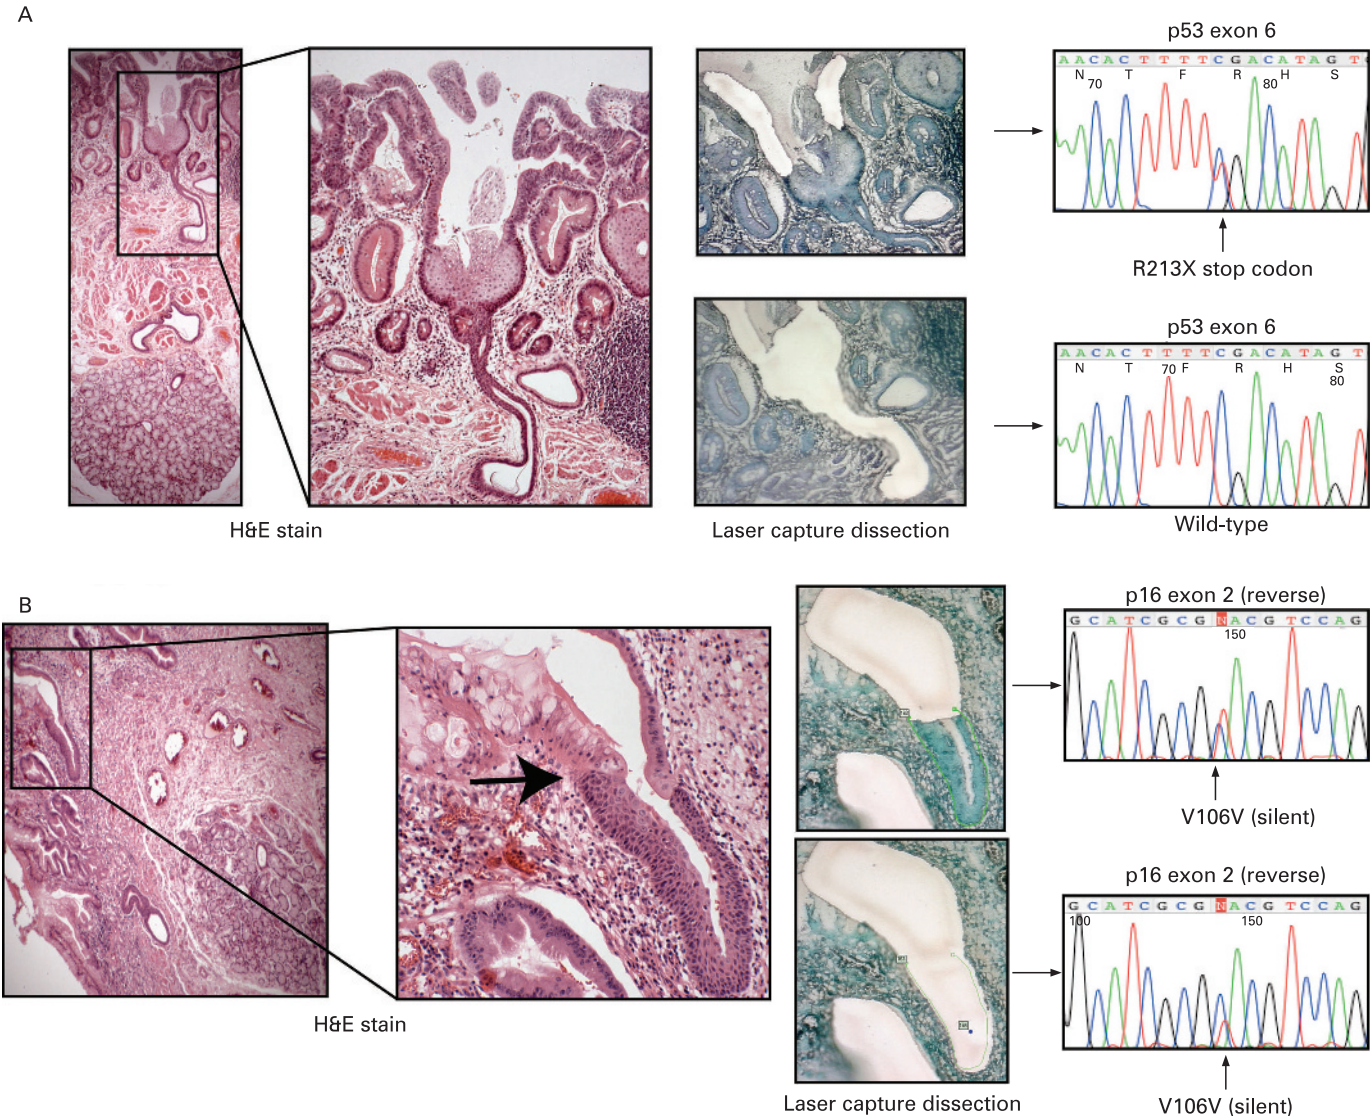 A
p53 exon 6
A A C A C T T T T C G A C A T A G T
N T F R H S
70 80
R213X stop codon
p53 exon 6
A A C A C T T T T C G A C A T A G T
N T 70 F R H S
80
Wild-type
H&E stain
Laser capture dissection
B
p16 exon 2 (reverse)
G C A T C G C G N A C G T C C A G
150
V106V (silent)
p16 exon 2 (reverse)
G C A T C G C G N A C G T C C A G
100 150
V106V (silent)
H&E stain
Laser capture dissection